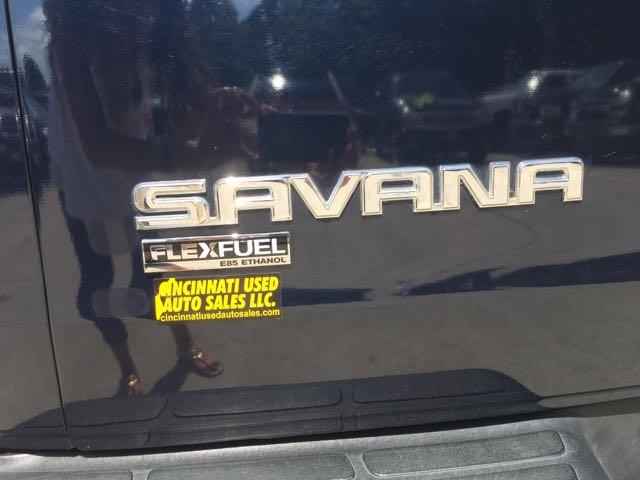 SAVANA
FLEXFUEL
E85 ETHANOL
CINCINNATI USED
AUTO SALES LLC.
cincinnatiusedautosales.com